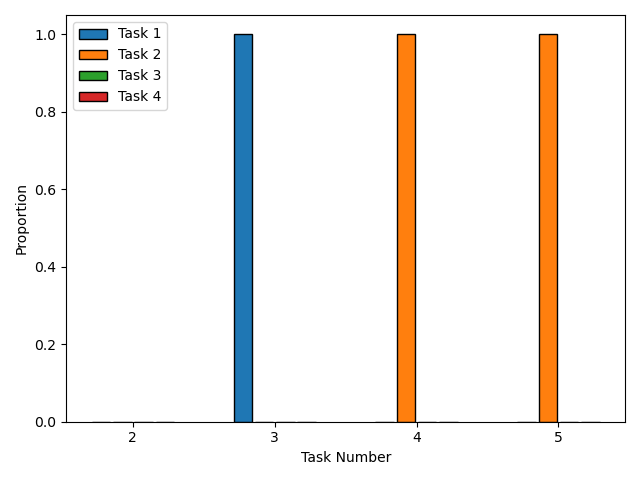 Task 1
Task 2
Task 3
Task 4
1.0
0.8
0.6
0.4
0.2
0.0
Proportion
2 3 4 5
Task Number